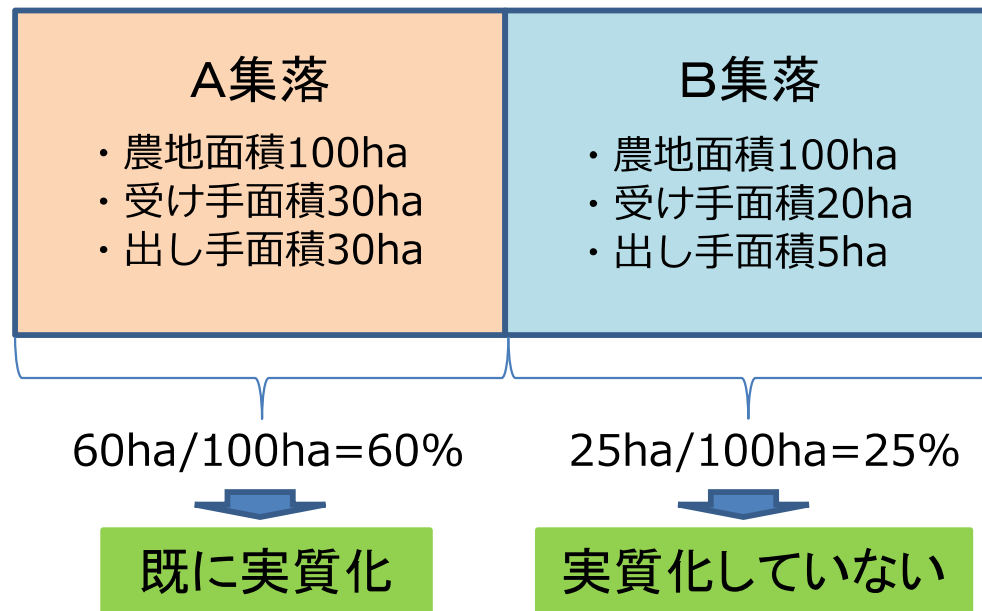 A集落
・農地面積100ha
・受け手面積30ha
・出し手面積30ha
B集落
・農地面積100ha
・受け手面積20ha
・出し手面積5ha
60ha/100ha=60%
25ha/100ha=25%
既に実質化
実質化していない